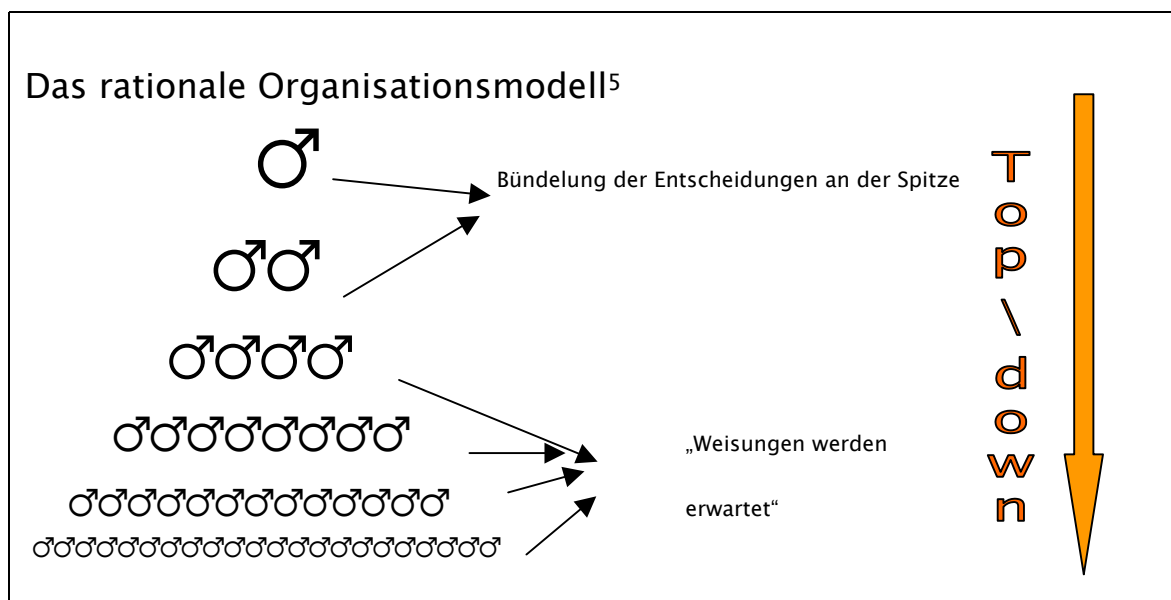 Das rationale Organisationsmodell⁵
Bündelung der Entscheidungen an der Spitze
„Weisungen werden
erwartet“
Top\down